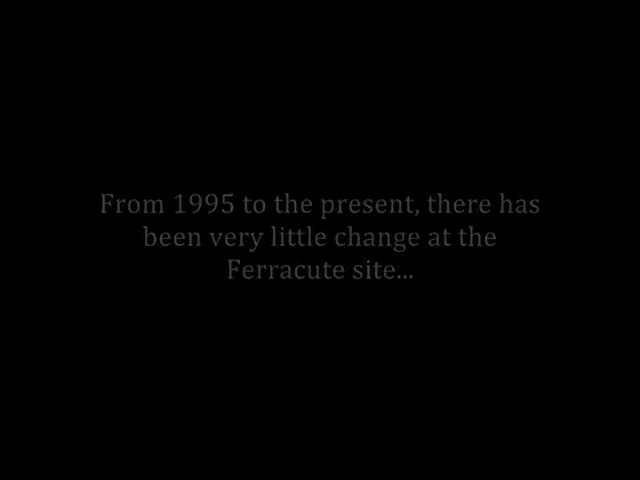 From 1995 to the present, there has
been very little change at the
Ferracute site...